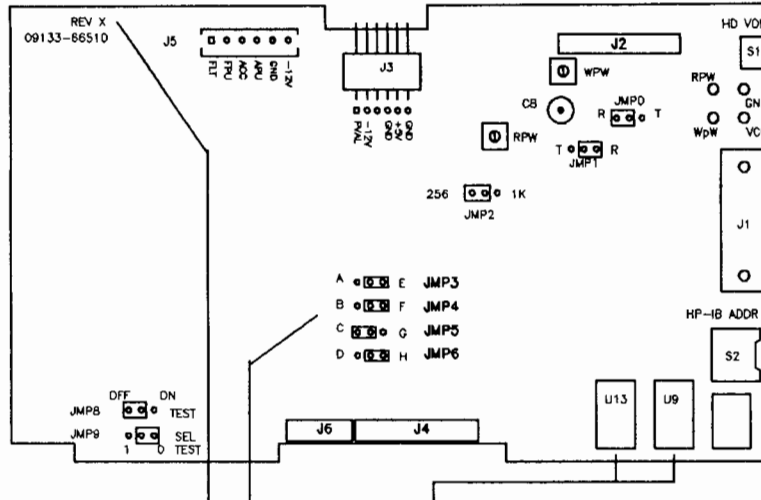 REV X
09133-66510
J5
FLT
FPU
ACC
APU
GND
-12V
J3
PVAL
-12V
GND
+5V
GND
J2
HD VO
S1
WPW
C8
RPW
GN
WpW
VC
R JMP0 T
T JMP1 R
RPW
256 1K
JMP2
J1
A E JMP3
B F JMP4
C G JMP5
D H JMP6
HP-IB ADDR
S2
OFF ON
JMP8 TEST
JMP9 SEL
1 0 TEST
J6
J4
U13
U9